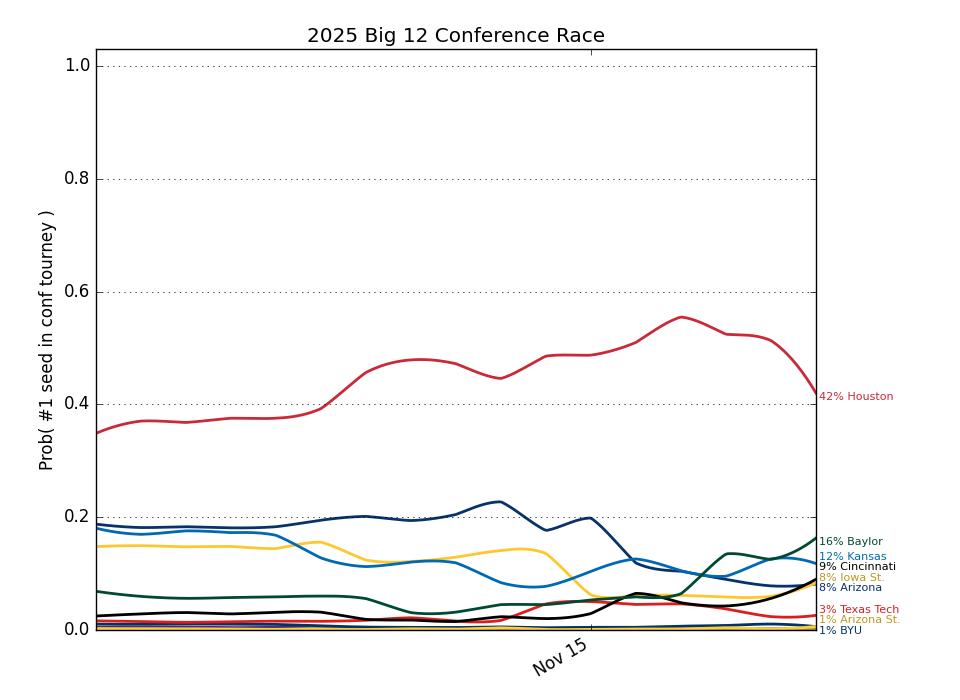 2025 Big 12 Conference Race
1.0
0.8
0.6
0.4
0.2
0.0
Prob( #1 seed in conf tourney )
Nov 15
42% Houston
16% Baylor
12% Kansas
9% Cincinnati
8% Iowa St.
8% Arizona
3% Texas Tech
1% Arizona St.
1% BYU